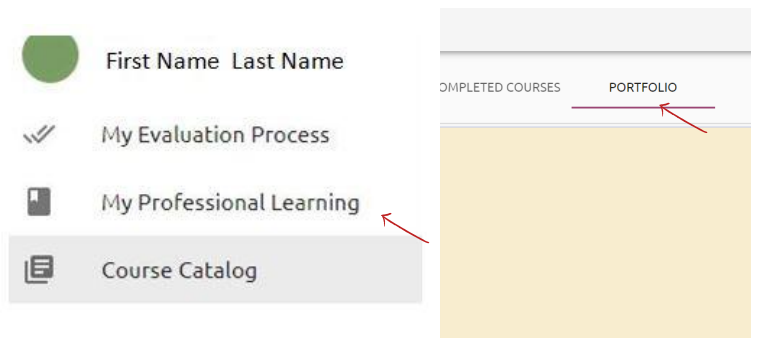 First Name Last Name
My Evaluation Process
My Professional Learning
Course Catalog
OMPLETED COURSES PORTFOLIO